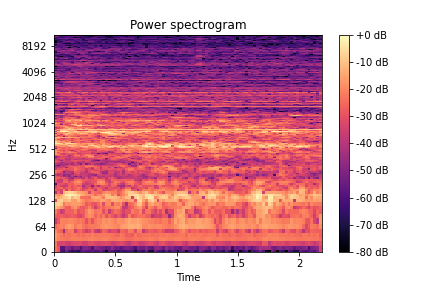 Power spectrogram
8192
4096
2048
1024
512
256
128
64
0
Hz
0
0.5
1
1.5
2
Time
+0 dB
-10 dB
-20 dB
-30 dB
-40 dB
-50 dB
-60 dB
-70 dB
-80 dB